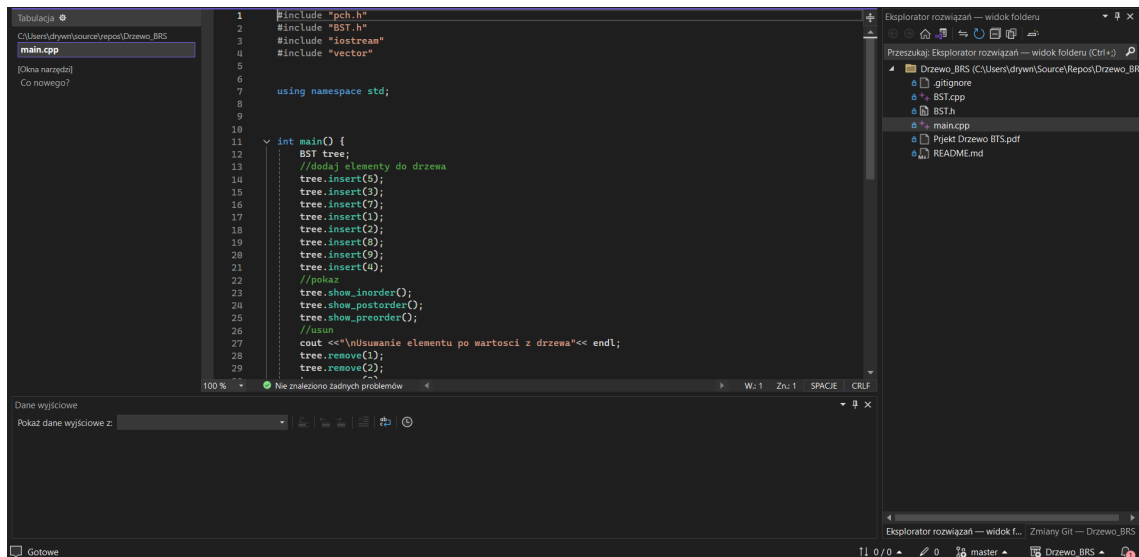 Tabulacja
C:\Users\drywn\source\repos\Drzewo_BRS
main.cpp
[Okna narzędzi]
Co nowego?
1 #include "pch.h"
2 #include "BST.h"
3 #include "iostream"
4 #include "vector"
5
6
7 using namespace std;
8
9
10
11 int main() {
12 BST tree;
13 //dodaj elementy do drzewa
14 tree.insert(5);
15 tree.insert(3);
16 tree.insert(7);
17 tree.insert(1);
18 tree.insert(2);
19 tree.insert(8);
20 tree.insert(9);
21 tree.insert(4);
22 //pokaz
23 tree.show_inorder();
24 tree.show_postorder();
25 tree.show_preorder();
26 //usun
27 cout <<"\nUsuwanie elementu po wartosci z drzewa"<< endl;
28 tree.remove(1);
29 tree.remove(2);
100 % Nie znaleziono żadnych problemów W.: 1 Zn.: 1 SPACJE CRLF
Dane wyjściowe
Pokaż dane wyjściowe z:
Eksplorator rozwiązań — widok folderu
Przeszukaj: Eksplorator rozwiązań — widok folderu (Ctrl+;)
Drzewo_BRS (C:\Users\drywn\Source\Repos\Drzewo_BR
.gitignore
BST.cpp
BST.h
main.cpp
Prjekt Drzewo BTS.pdf
README.md
Eksplorator rozwiązań — widok f... Zmiany Git — Drzewo_BRS
Gotowe 0 / 0 0 master Drzewo_BRS